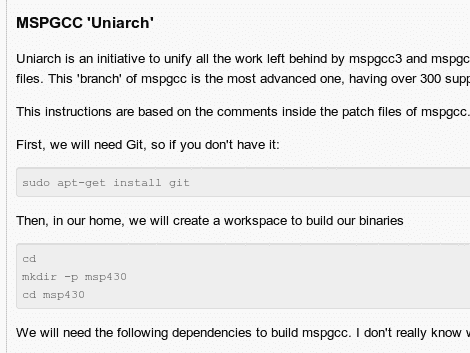 MSPGCC 'Uniarch'
Uniarch is an initiative to unify all the work left behind by mspgcc3 and mspgc
files. This 'branch' of mspgcc is the most advanced one, having over 300 supp
This instructions are based on the comments inside the patch files of mspgcc.
First, we will need Git, so if you don't have it:
sudo apt-get install git
Then, in our home, we will create a workspace to build our binaries
cd
mkdir -p msp430
cd msp430
We will need the following dependencies to build mspgcc. I don't really know w